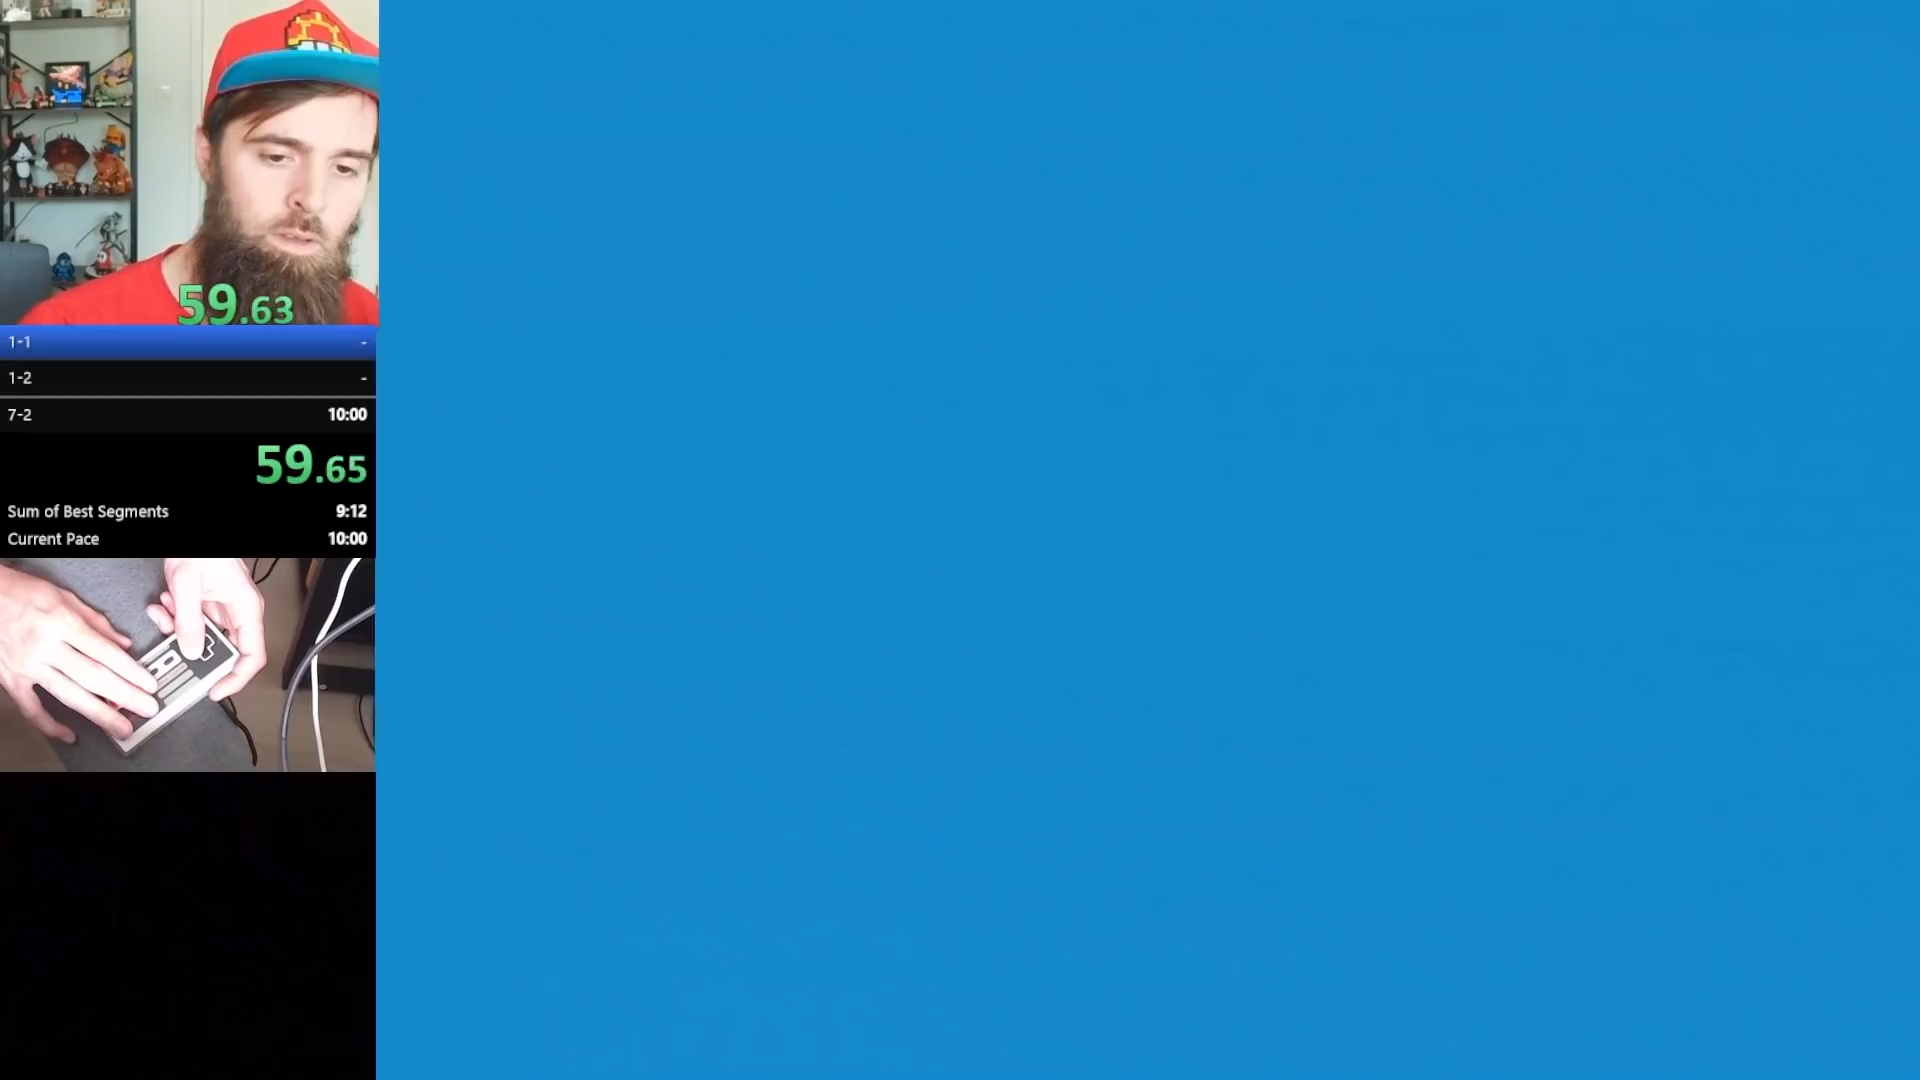 59.63
1-1 -
1-2 -
7-2 10:00
59.65
Sum of Best Segments 9:12
Current Pace 10:00